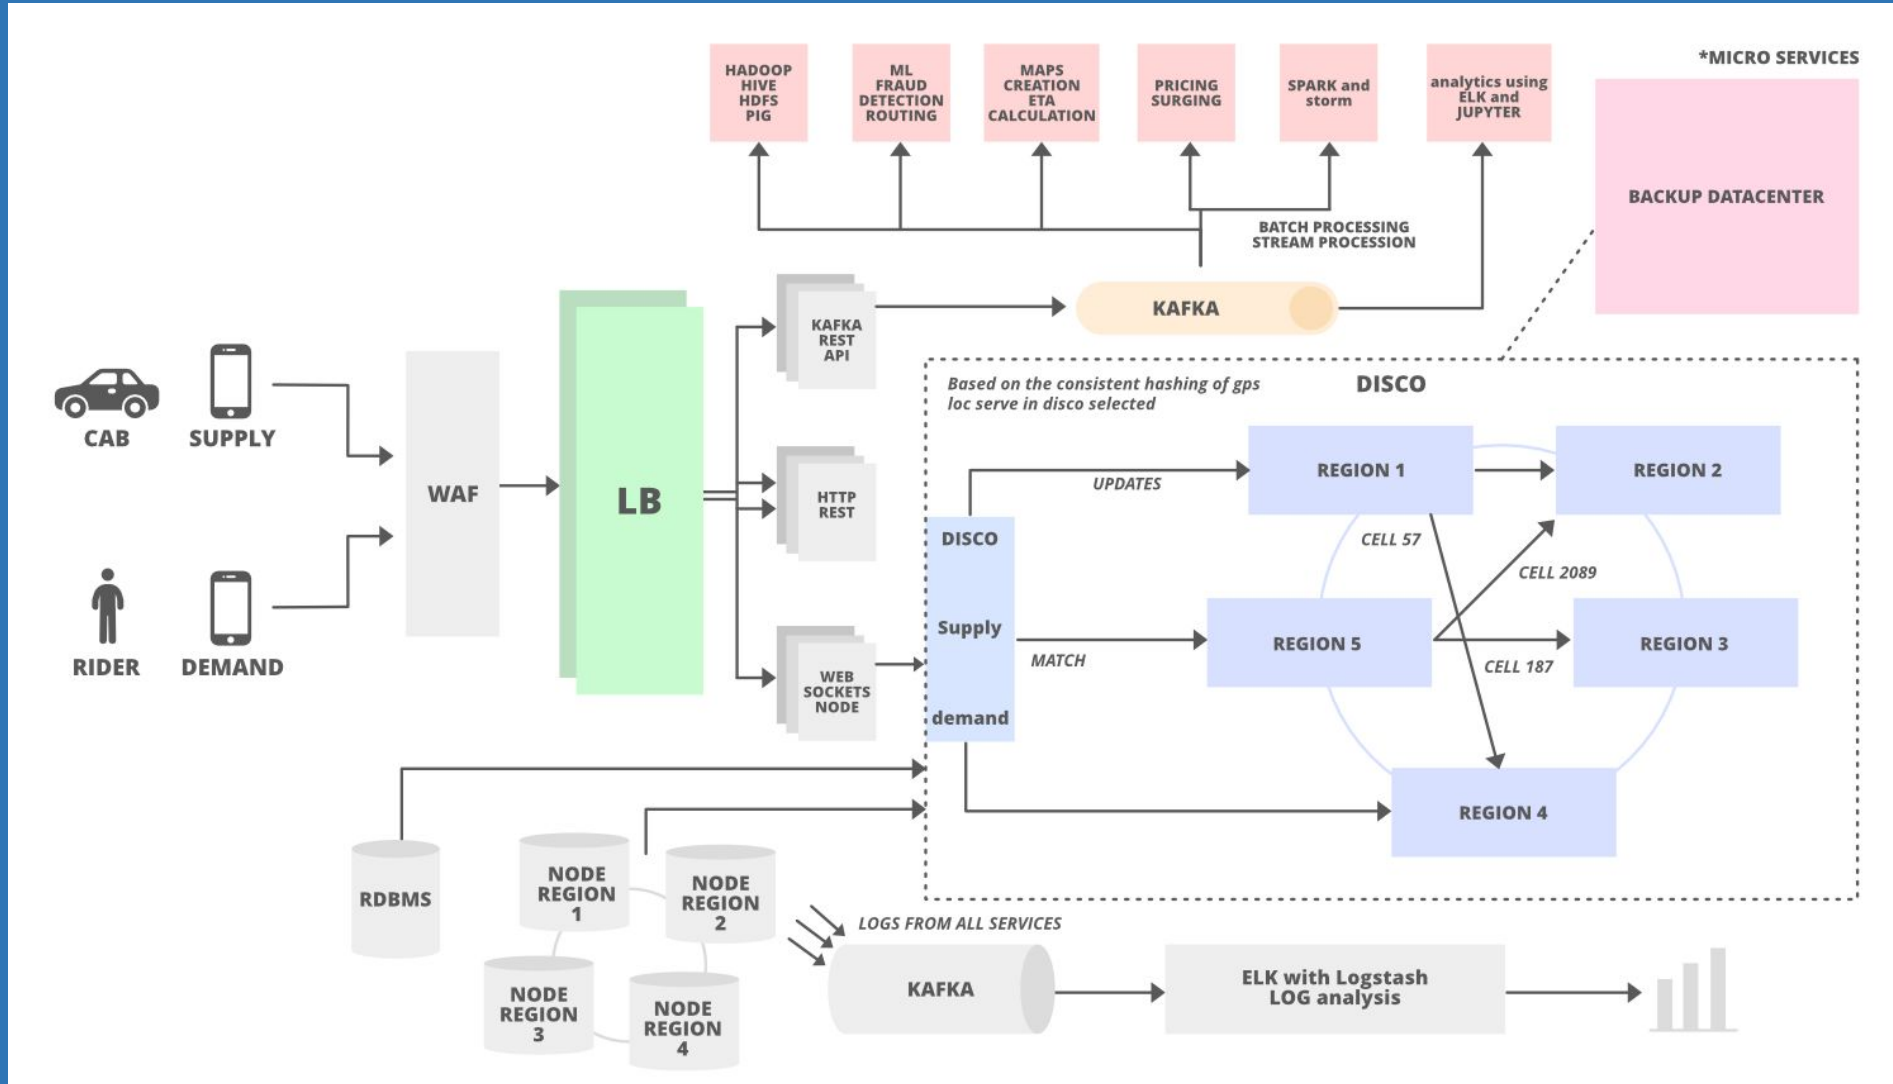 HADOOP
HIVE
HDFS
PIG
ML
FRAUD
DETECTION
ROUTING
MAPS
CREATION
ETA
CALCULATION
PRICING
SURGING
SPARK and
storm
analytics using
ELK and
JUPYTER
*MICRO SERVICES
BACKUP DATACENTER
BATCH PROCESSING
STREAM PROCESSION
KAFKA
REST
API
KAFKA
CAB
SUPPLY
RIDER
DEMAND
WAF
LB
HTTP
REST
WEB
SOCKETS
NODE
Based on the consistent hashing of gps
loc serve in disco selected
DISCO
DISCO
Supply
demand
UPDATES
MATCH
REGION 1
REGION 2
CELL 57
CELL 2089
REGION 5
REGION 3
CELL 187
REGION 4
RDBMS
NODE
REGION
1
NODE
REGION
2
NODE
REGION
3
NODE
REGION
4
LOGS FROM ALL SERVICES
KAFKA
ELK with Logstash
LOG analysis